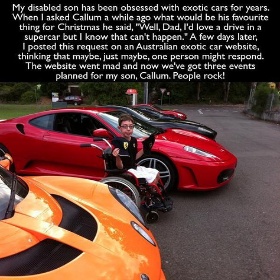 My disabled son has been obsessed with exotic cars for years.
When I asked Callum a while ago what would be his favourite
thing for Christmas he said, "Well, Dad, I'd love a drive in a
supercar but I know that can't happen." A few days later,
I posted this request on an Australian exotic car website,
thinking that maybe, just maybe, one person might respond.
The website went mad and now we've got three events
planned for my son, Callum. People rock!